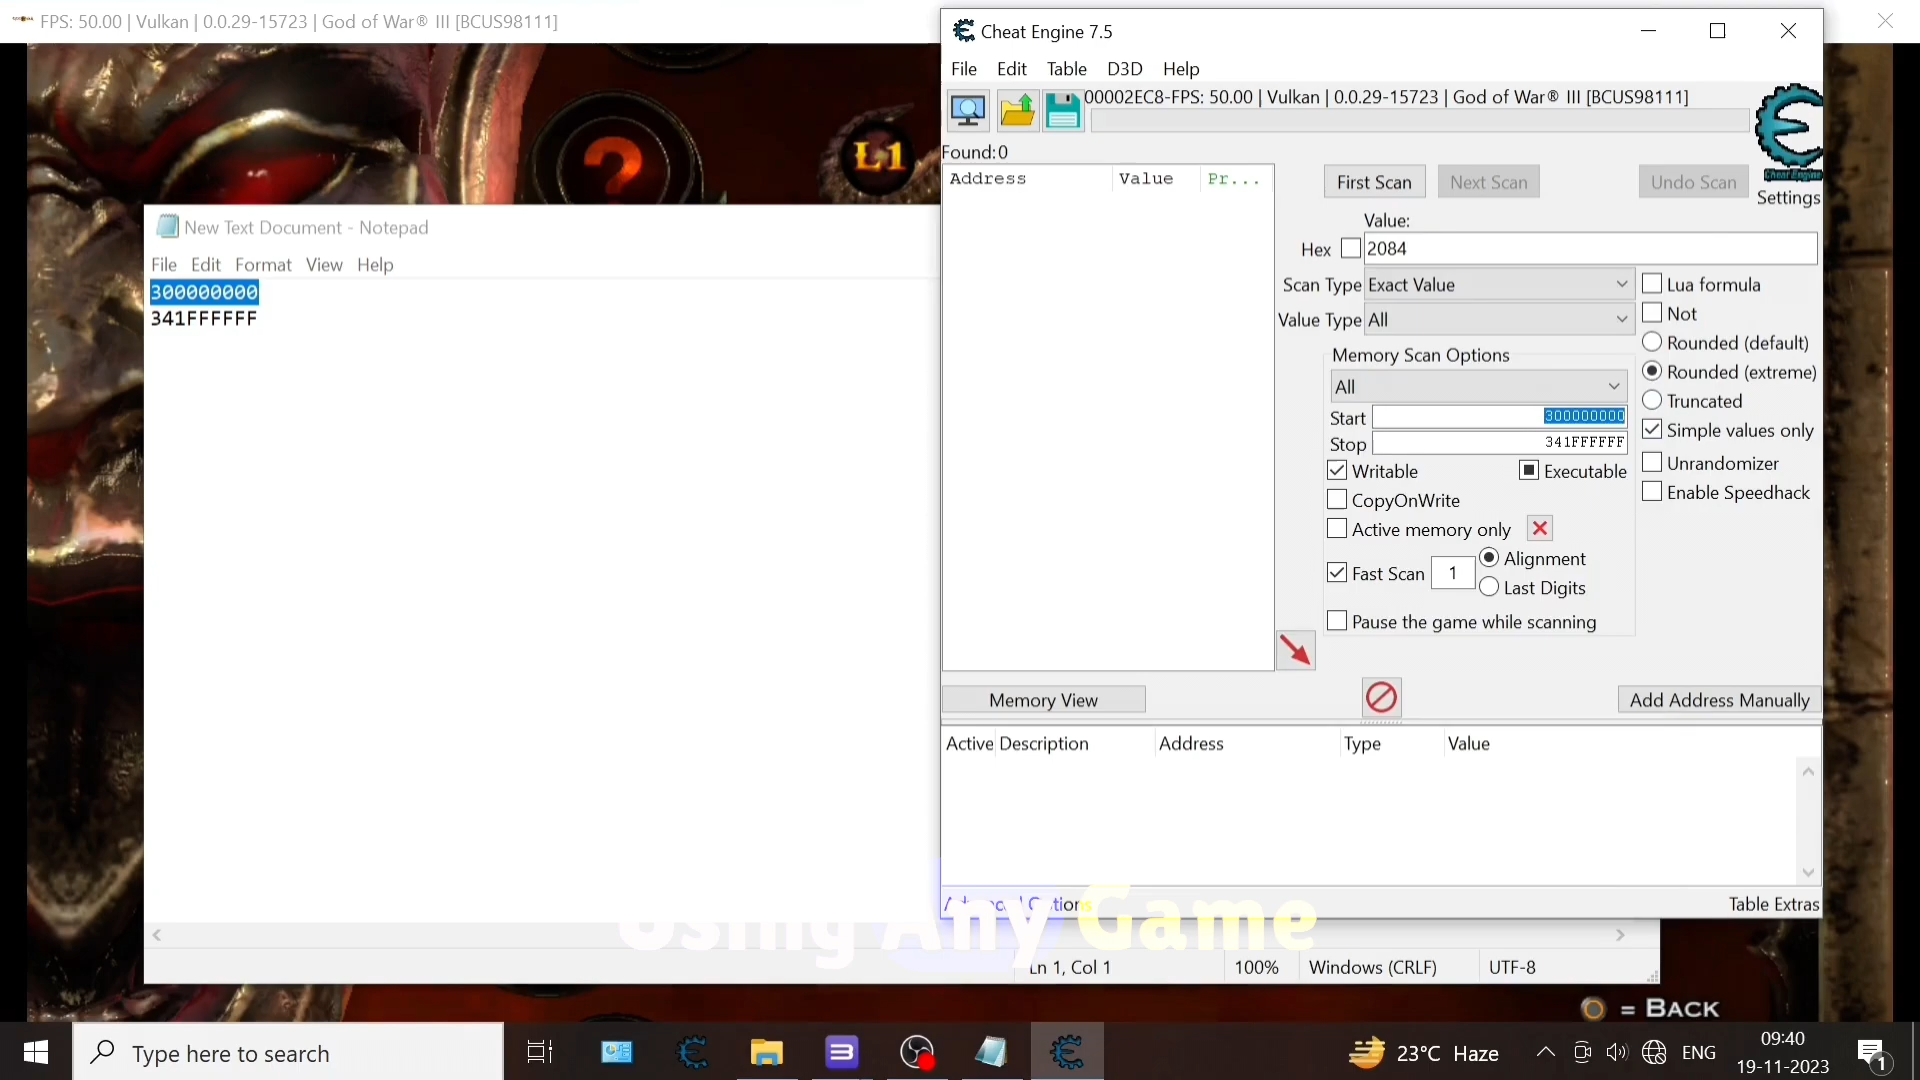 FPS: 50.00 | Vulkan | 0.0.29-15723 | God of War® III [BCUS98111]
?
L1
New Text Document - Notepad
File Edit Format View Help
300000000
341FFFFFF
Cheat Engine 7.5
File Edit Table D3D Help
00002EC8-FPS: 50.00 | Vulkan | 0.0.29-15723 | God of War® III [BCUS98111]
Found:0
Address Value Pr...
First Scan Next Scan Undo Scan
Cheat Engine
Settings
Value:
Hex 2084
Scan Type Exact Value
Lua formula
Value Type All
Not
Memory Scan Options
Rounded (default)
All
Rounded (extreme)
Start 300000000
Truncated
Stop 341FFFFFF
Simple values only
Writable Executable
Unrandomizer
CopyOnWrite
Enable Speedhack
Active memory only
Fast Scan 1 Alignment
Last Digits
Pause the game while scanning
Memory View
Add Address Manually
Active Description Address Type Value
Advanced Options
Table Extras
Using Any Game
Ln 1, Col 1 100% Windows (CRLF) UTF-8
= BACK
Type here to search
23°C Haze
ENG
09:40
19-11-2023
1